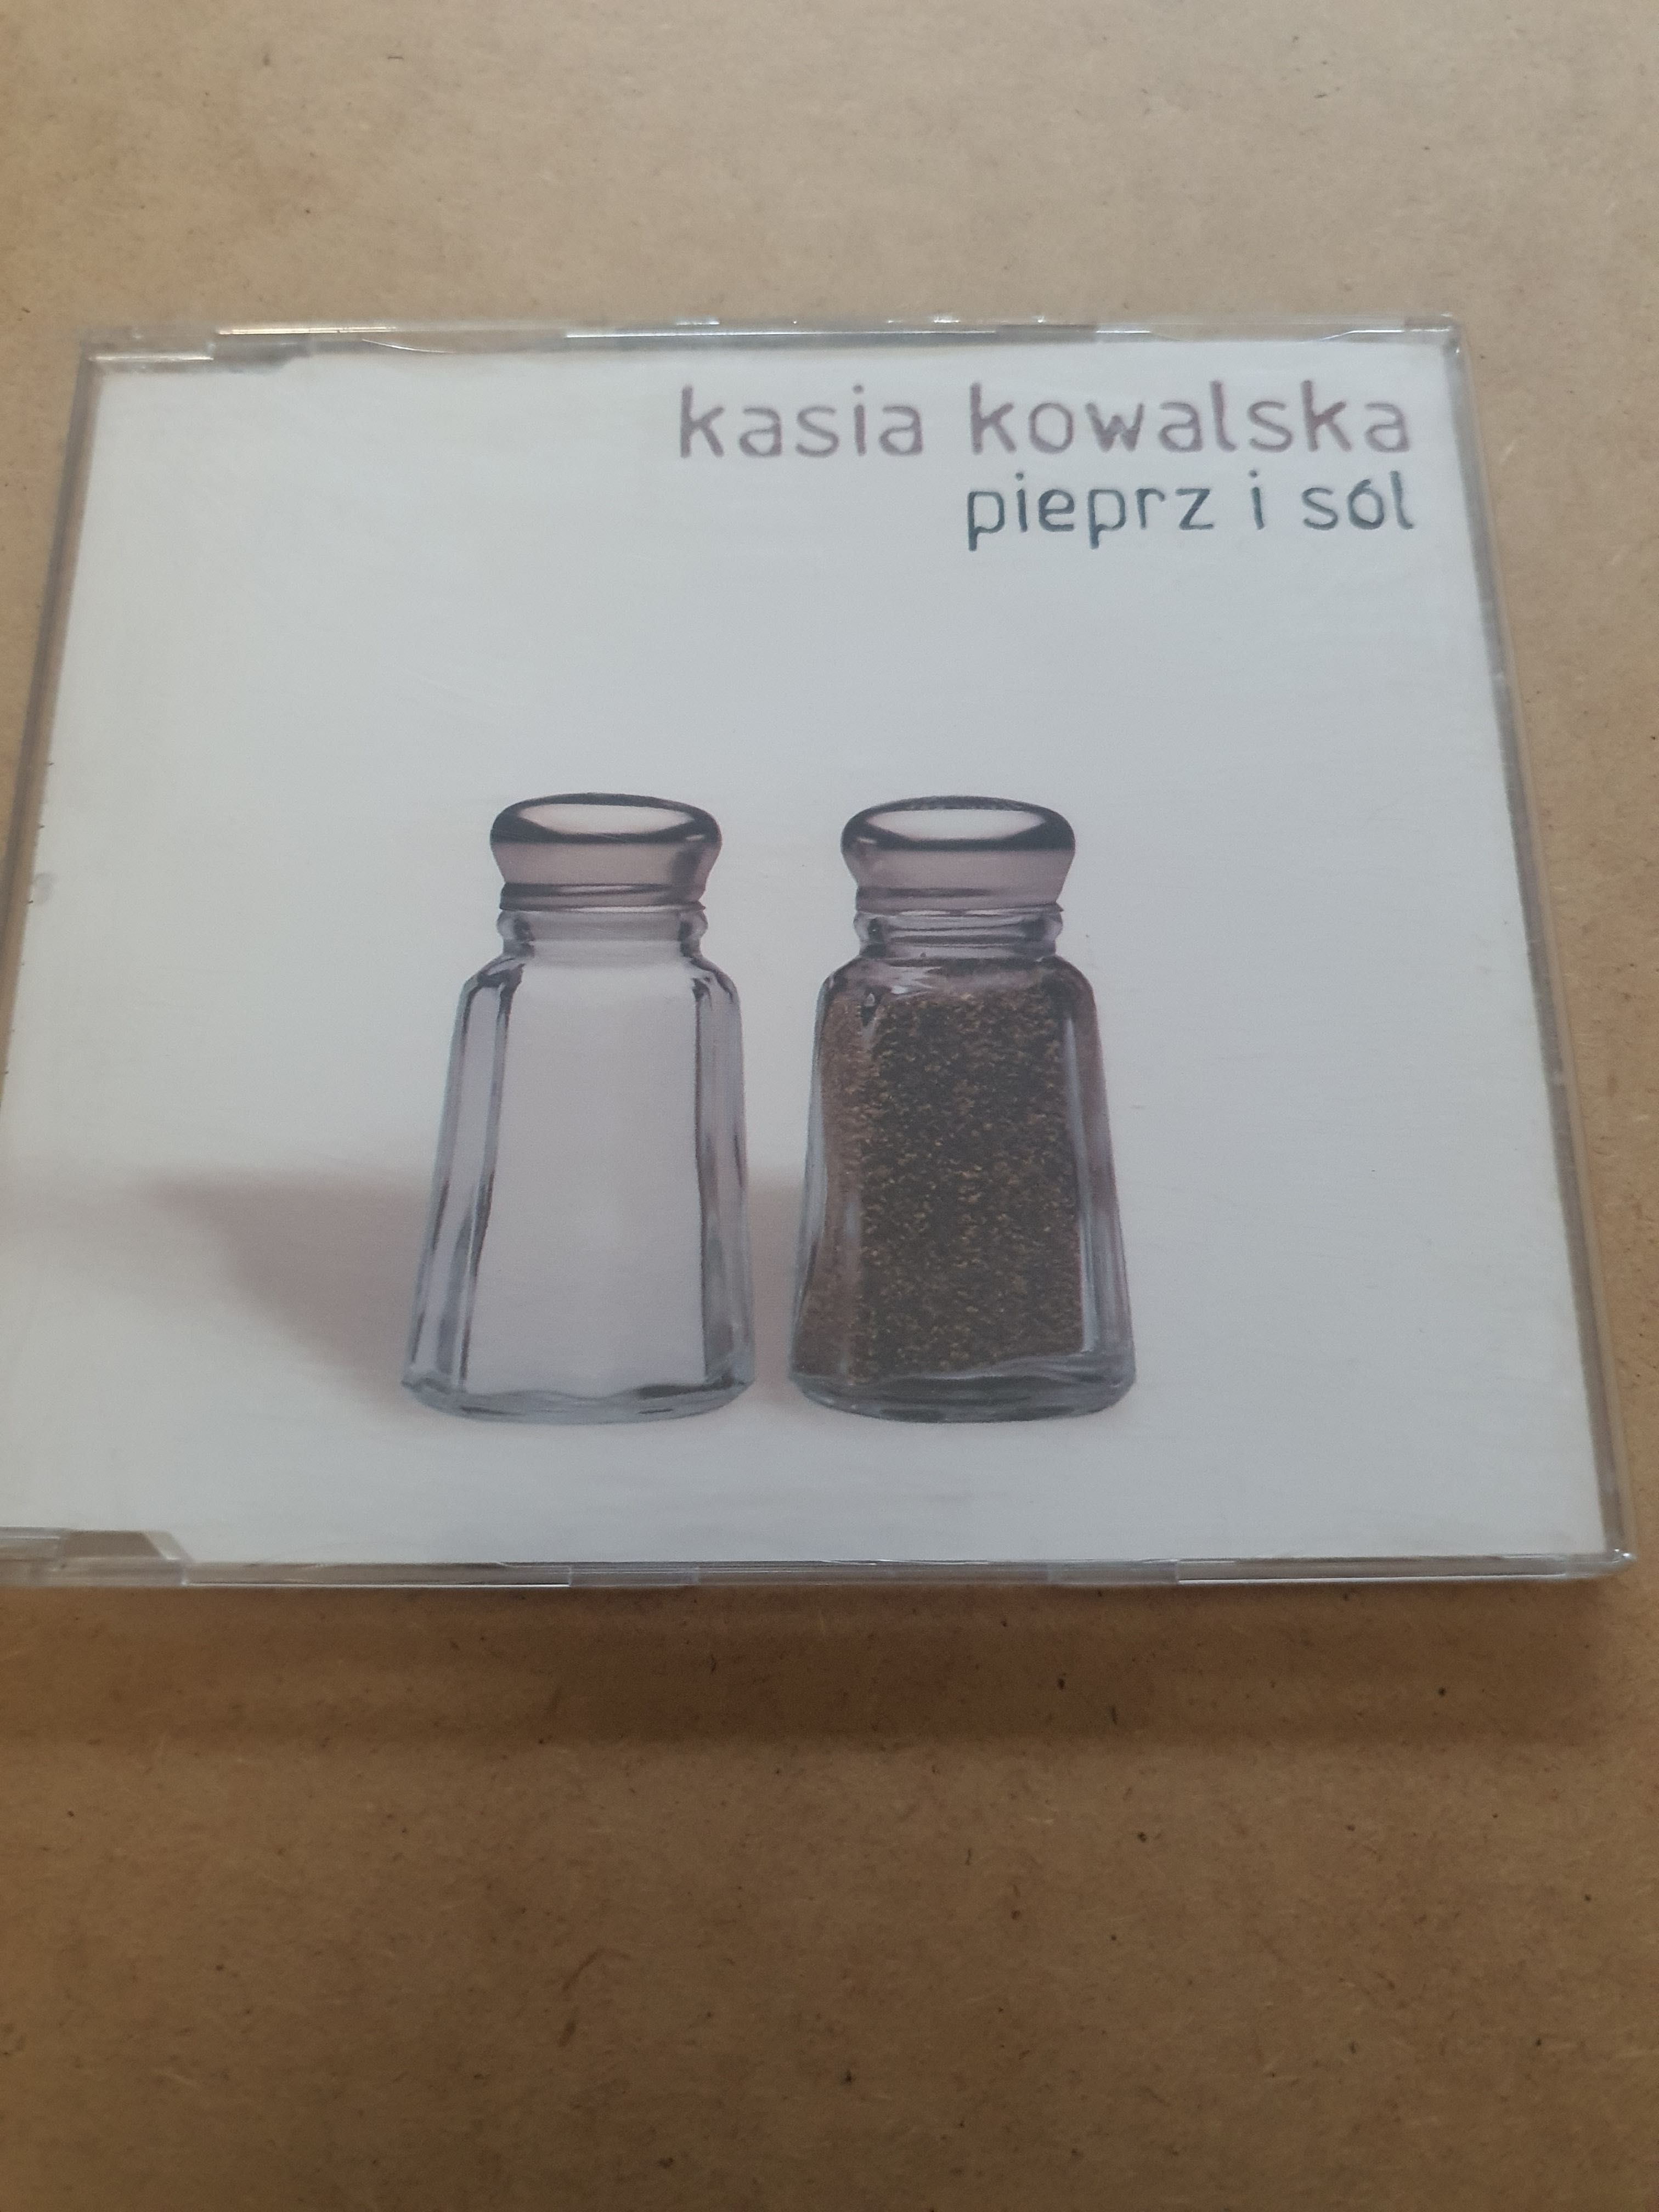 kasia kowalska
pieprz i sól